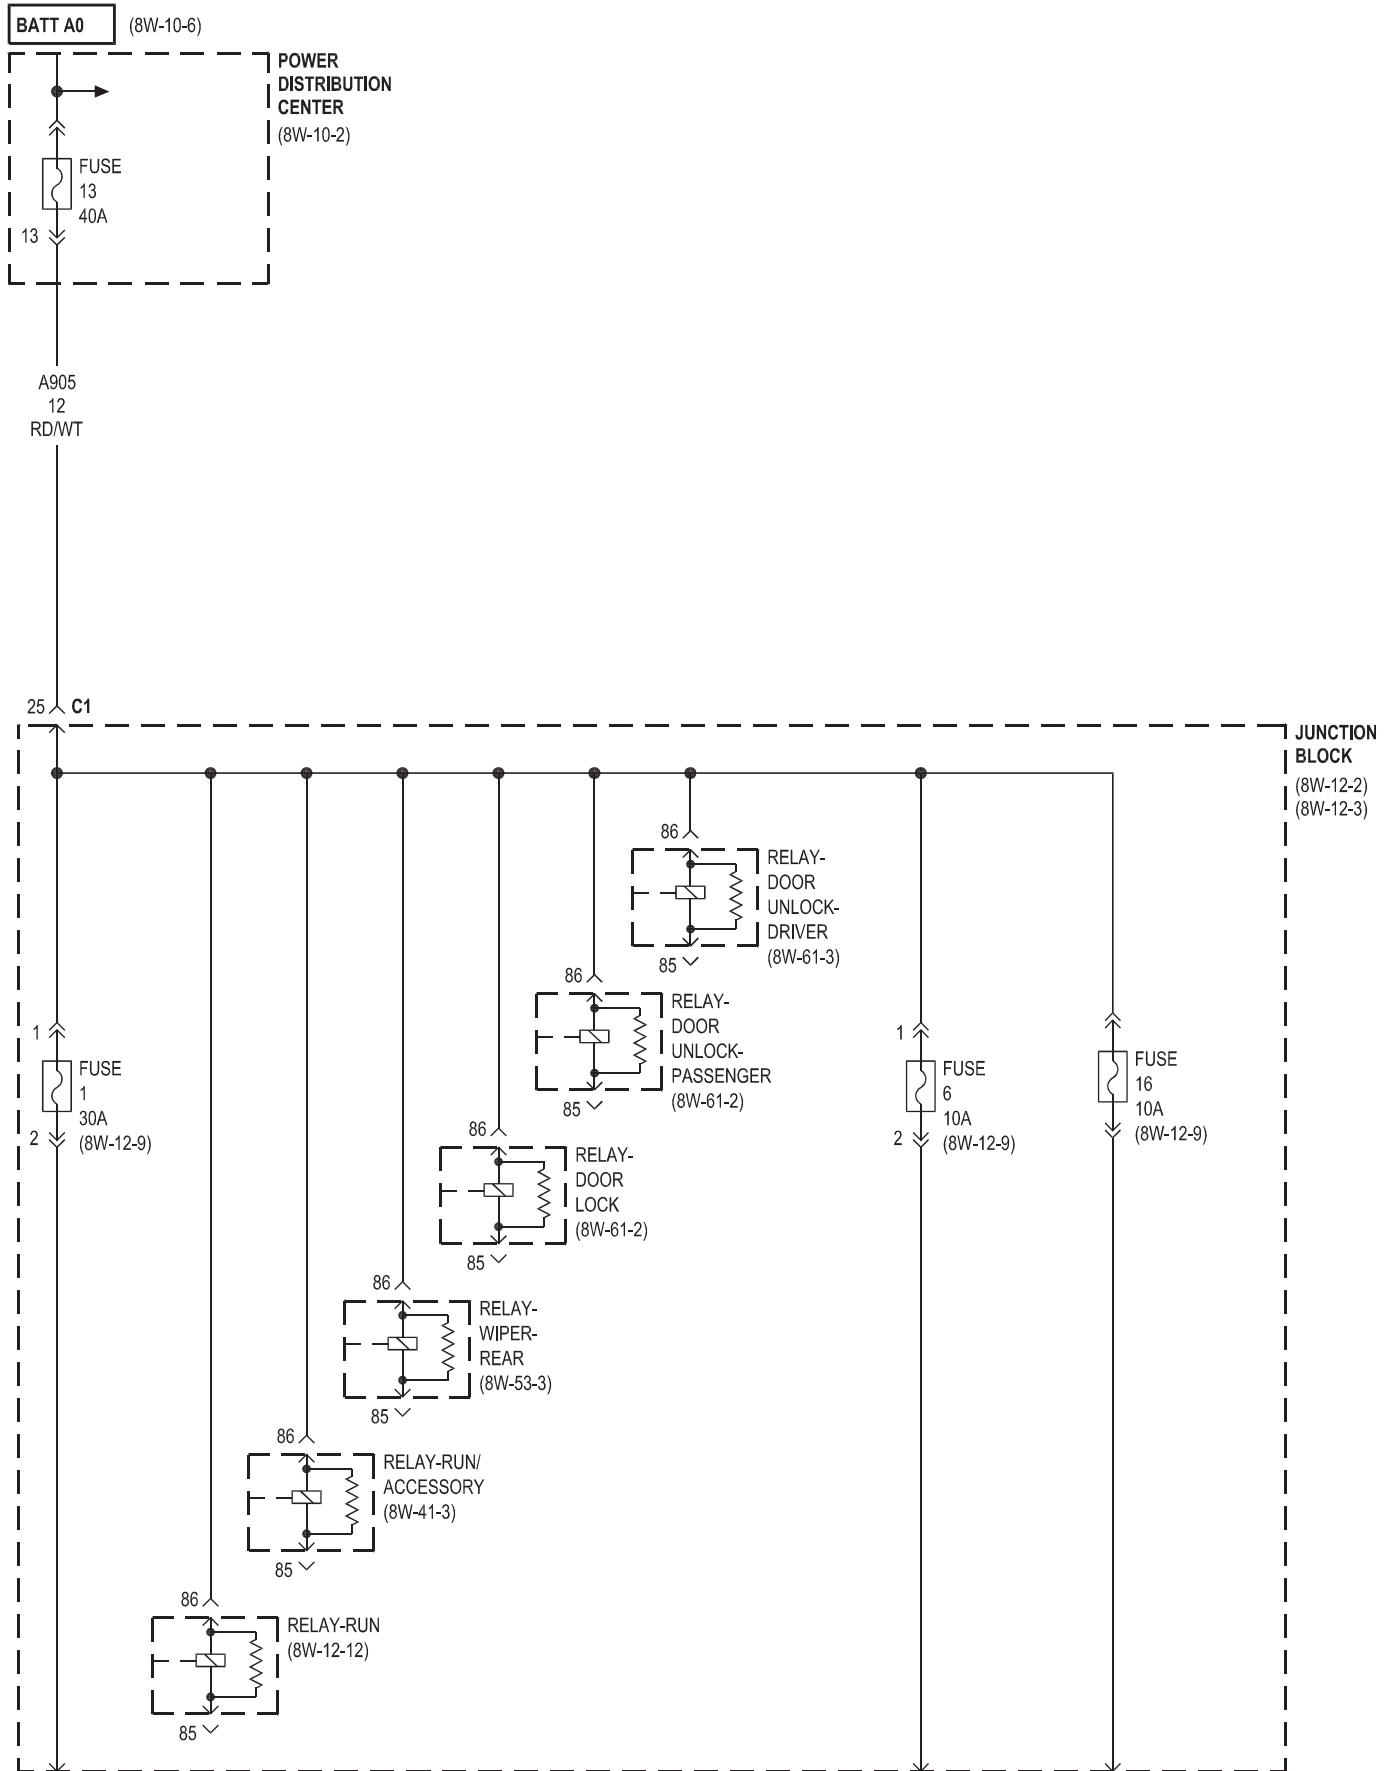 BATT A0
(8W-10-6)
POWER
DISTRIBUTION
CENTER
(8W-10-2)
FUSE
13
40A
13
A905
12
RD/WT
25
C1
JUNCTION
BLOCK
(8W-12-2)
(8W-12-3)
86
RELAY-
DOOR
UNLOCK-
DRIVER
(8W-61-3)
85
86
RELAY-
DOOR
UNLOCK-
PASSENGER
(8W-61-2)
85
1
FUSE
1
30A
(8W-12-9)
2
1
FUSE
6
10A
(8W-12-9)
2
FUSE
16
10A
(8W-12-9)
86
RELAY-
DOOR
LOCK
(8W-61-2)
85
86
RELAY-
WIPER-
REAR
(8W-53-3)
85
86
RELAY-RUN/
ACCESSORY
(8W-41-3)
85
86
RELAY-RUN
(8W-12-12)
85